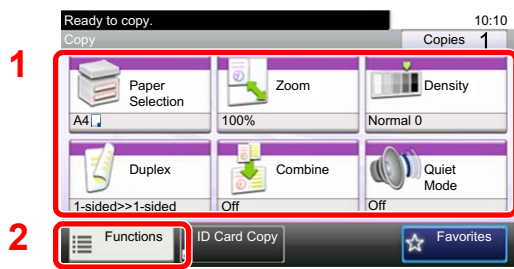 Ready to copy.
10:10
Copy
Copies 1
1
Paper
Selection
A4
Zoom
100%
Density
Normal 0
Duplex
1-sided>>1-sided
Combine
Off
Quiet
Mode
Off
2
Functions
ID Card Copy
Favorites